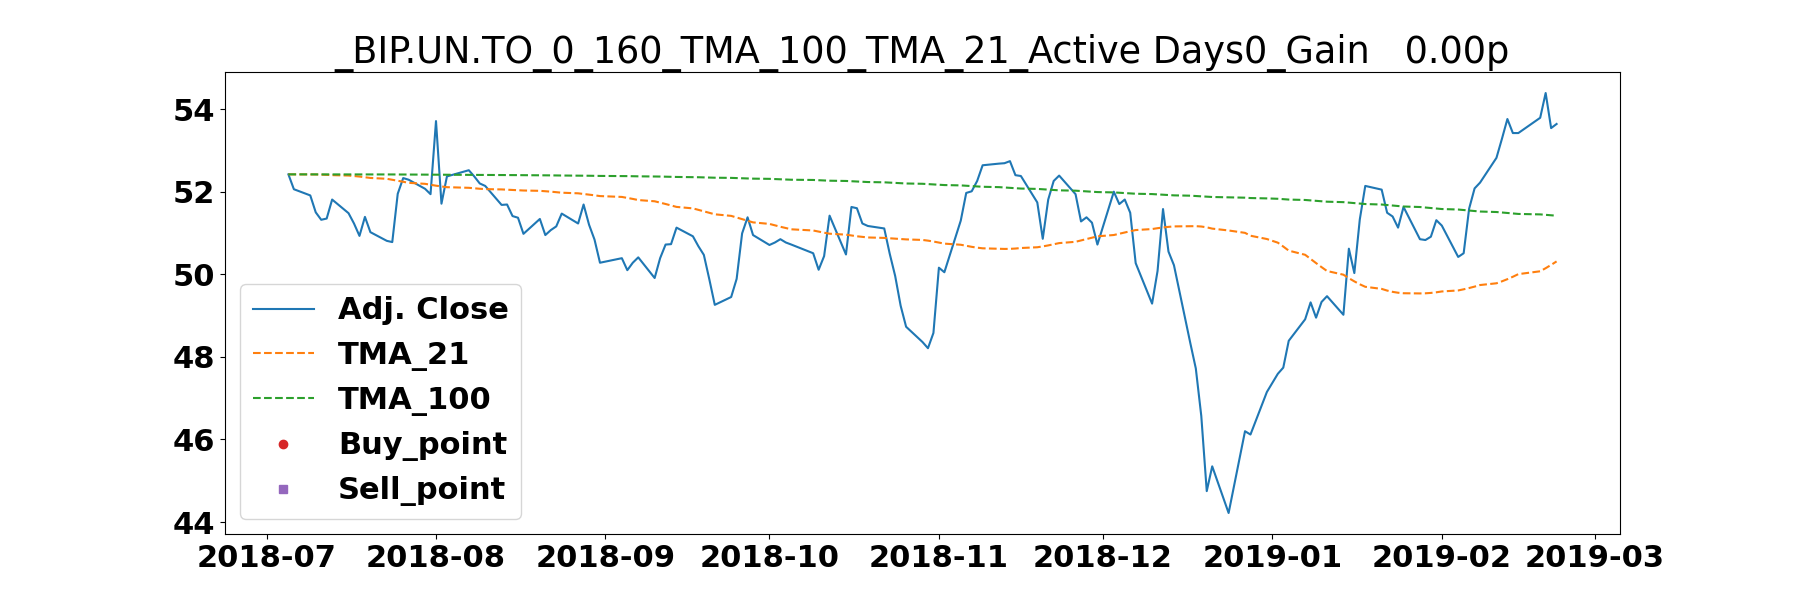 _BIP.UN.TO_0_160_TMA_100_TMA_21_Active Days0_Gain   0.00p
54
52
50
48
46
44
Adj. Close
TMA_21
TMA_100
Buy_point
Sell_point
2018-07 2018-08 2018-09 2018-10 2018-11 2018-12 2019-01 2019-02 2019-03